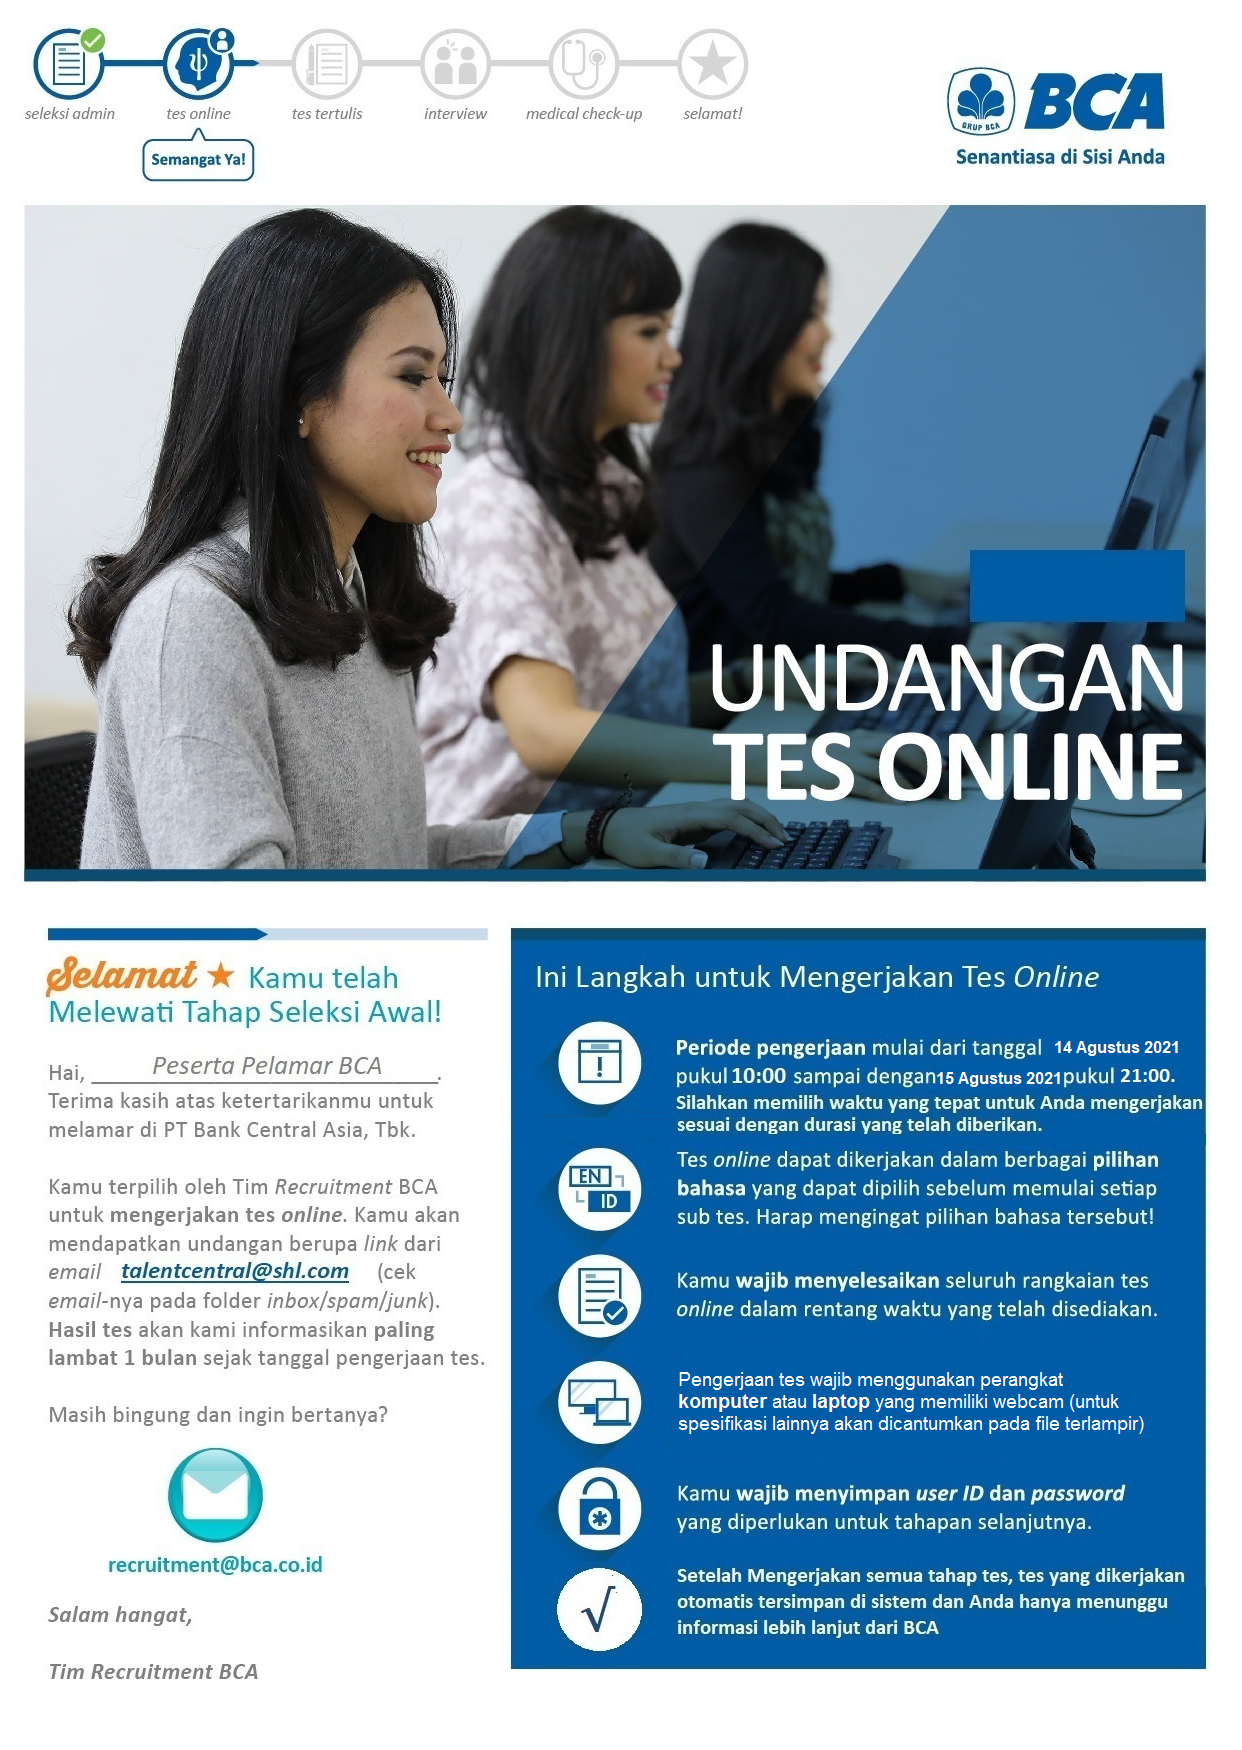 seleksi admin
tes online
tes tertulis
interview
medical check-up
selamat!
Semangat Ya!
GRUP BCA
BCA
Senantiasa di Sisi Anda
UNDANGAN
TES ONLINE
Selamat ★ Kamu telah
Melewati Tahap Seleksi Awal!
Hai, Peserta Pelamar BCA.
Terima kasih atas ketertarikanmu untuk
melamar di PT Bank Central Asia, Tbk.
Kamu terpilih oleh Tim Recruitment BCA
untuk mengerjakan tes online. Kamu akan
mendapatkan undangan berupa link dari
email talentcentral@shl.com (cek
email-nya pada folder inbox/spam/junk).
Hasil tes akan kami informasikan paling
lambat 1 bulan sejak tanggal pengerjaan tes.
Masih bingung dan ingin bertanya?
recruitment@bca.co.id
Salam hangat,
Tim Recruitment BCA
Ini Langkah untuk Mengerjakan Tes Online
Periode pengerjaan mulai dari tanggal 14 Agustus 2021
pukul 10:00 sampai dengan 15 Agustus 2021 pukul 21:00.
Silahkan memilih waktu yang tepat untuk Anda mengerjakan
sesuai dengan durasi yang telah diberikan.
EN
ID
Tes online dapat dikerjakan dalam berbagai pilihan
bahasa yang dapat dipilih sebelum memulai setiap
sub tes. Harap mengingat pilihan bahasa tersebut!
Kamu wajib menyelesaikan seluruh rangkaian tes
online dalam rentang waktu yang telah disediakan.
Pengerjaan tes wajib menggunakan perangkat
komputer atau laptop yang memiliki webcam (untuk
spesifikasi lainnya akan dicantumkan pada file terlampir)
Kamu wajib menyimpan user ID dan password
yang diperlukan untuk tahapan selanjutnya.
Setelah Mengerjakan semua tahap tes, tes yang dikerjakan
otomatis tersimpan di sistem dan Anda hanya menunggu
informasi lebih lanjut dari BCA